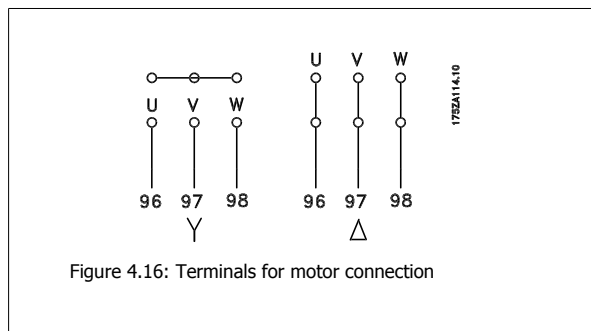 U V W
U V W
96 97 98
96 97 98
Y Δ
175ZA114.10
Figure 4.16: Terminals for motor connection